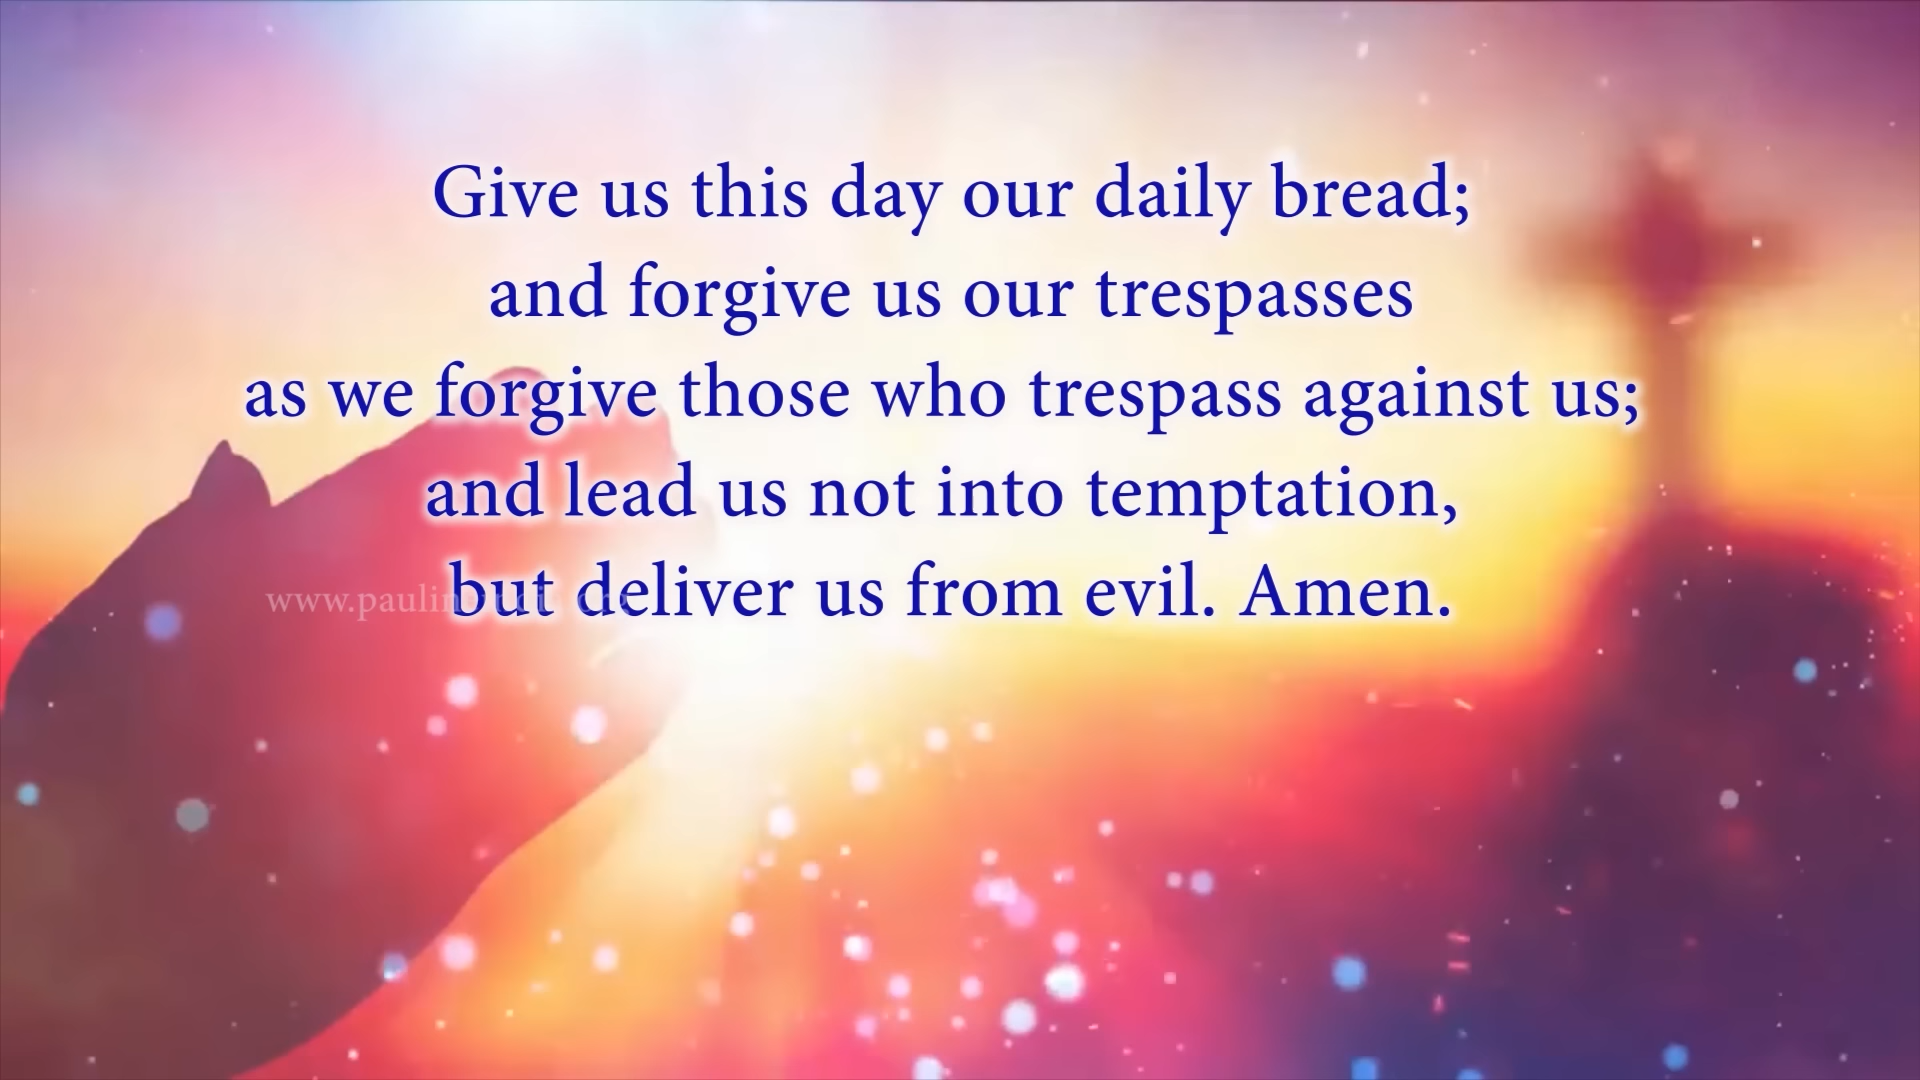 Give us this day our daily bread;
and forgive us our trespasses
as we forgive those who trespass against us;
and lead us not into temptation,
but deliver us from evil. Amen.